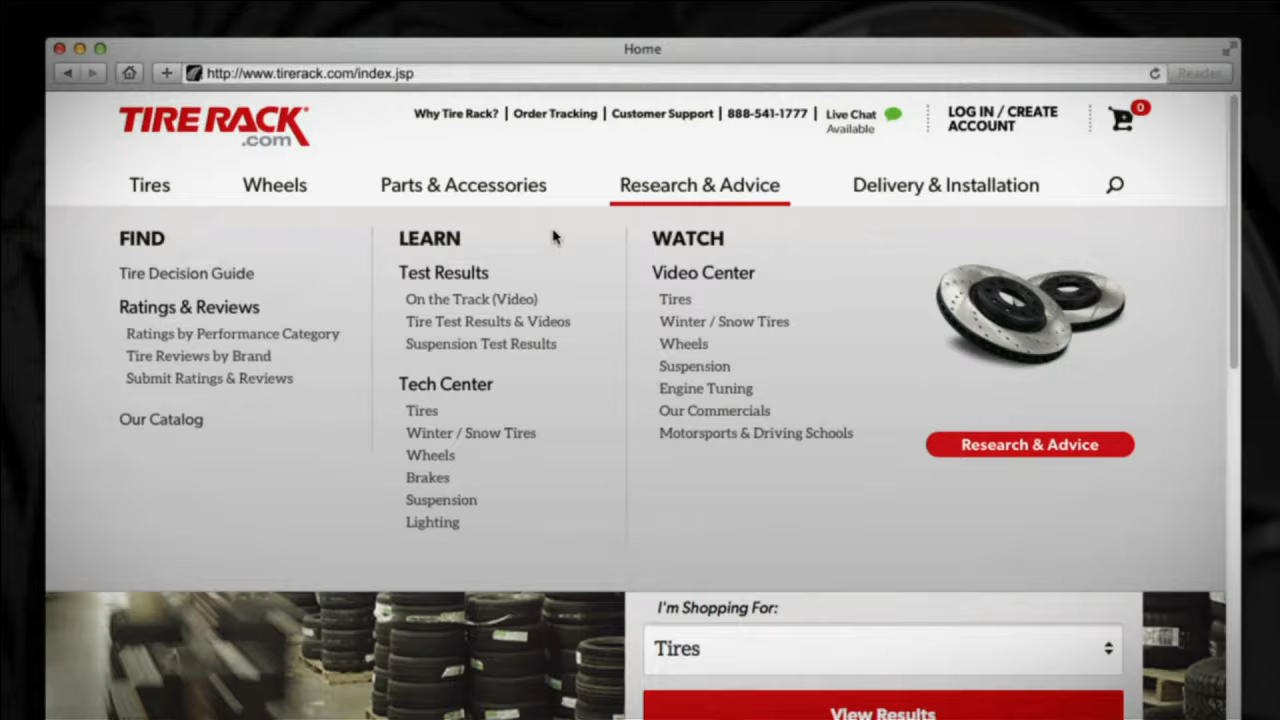 Home
http://www.tirerack.com/index.jsp
Reader
TIRE RACK
.com
Why Tire Rack? | Order Tracking | Customer Support | 888-541-1777 | Live Chat
Available
LOG IN / CREATE
ACCOUNT
0
Tires Wheels Parts & Accessories Research & Advice Delivery & Installation
FIND
Tire Decision Guide
Ratings & Reviews
Ratings by Performance Category
Tire Reviews by Brand
Submit Ratings & Reviews
Our Catalog
LEARN
Test Results
On the Track (Video)
Tire Test Results & Videos
Suspension Test Results
Tech Center
Tires
Winter / Snow Tires
Wheels
Brakes
Suspension
Lighting
WATCH
Video Center
Tires
Winter / Snow Tires
Wheels
Suspension
Engine Tuning
Our Commercials
Motorsports & Driving Schools
Research & Advice
I'm Shopping For:
Tires
View Results